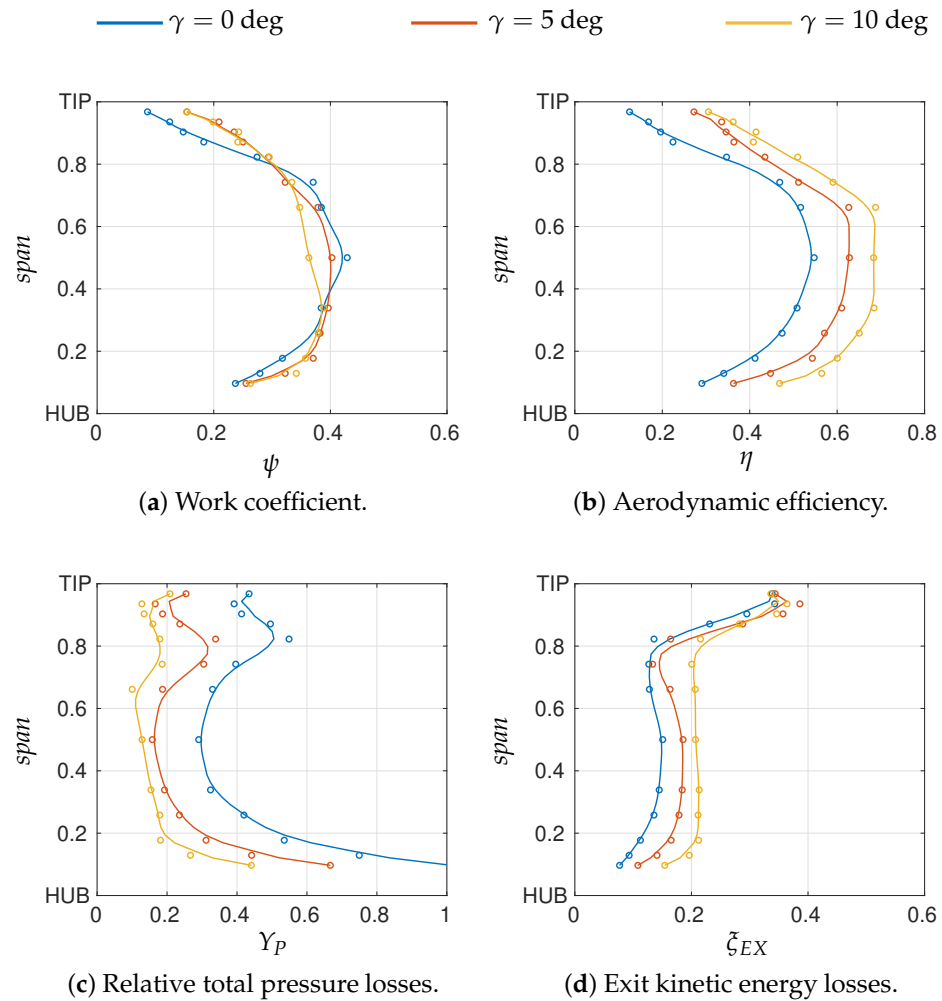 γ = 0 deg γ = 5 deg γ = 10 deg
TIP
0.8
0.6
0.4
0.2
HUB
span
0 0.2 0.4 0.6
ψ
(a) Work coefficient.
TIP
0.8
0.6
0.4
0.2
HUB
span
0 0.2 0.4 0.6 0.8
η
(b) Aerodynamic efficiency.
TIP
0.8
0.6
0.4
0.2
HUB
span
0 0.2 0.4 0.6 0.8 1
Y_P
(c) Relative total pressure losses.
TIP
0.8
0.6
0.4
0.2
HUB
span
0 0.2 0.4 0.6
ξ_EX
(d) Exit kinetic energy losses.